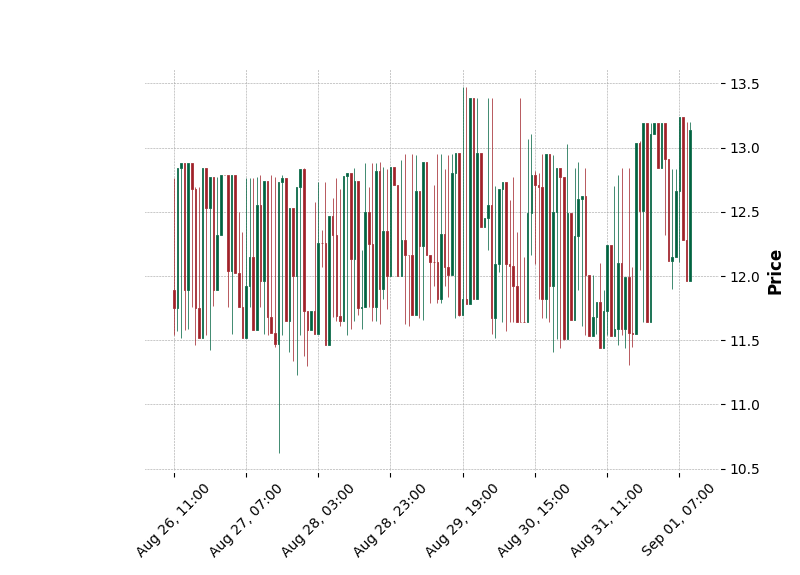 13.5
13.0
12.5
12.0
11.5
11.0
10.5
Price
Aug 26, 11:00
Aug 27, 07:00
Aug 28, 03:00
Aug 28, 23:00
Aug 29, 19:00
Aug 30, 15:00
Aug 31, 11:00
Sep 01, 07:00